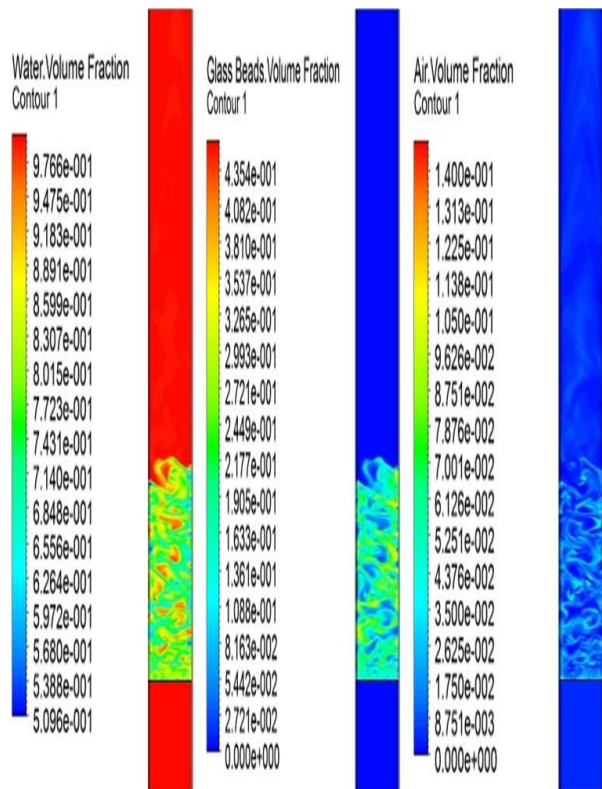 Water.Volume Fraction
Contour 1
9.766e-001
9.475e-001
9.183e-001
8.891e-001
8.599e-001
8.307e-001
8.015e-001
7.723e-001
7.431e-001
7.140e-001
6.848e-001
6.556e-001
6.264e-001
5.972e-001
5.680e-001
5.388e-001
5.096e-001
Glass Beads.Volume Fraction
Contour 1
4.354e-001
4.082e-001
3.810e-001
3.537e-001
3.265e-001
2.993e-001
2.721e-001
2.449e-001
2.177e-001
1.905e-001
1.633e-001
1.361e-001
1.088e-001
8.163e-002
5.442e-002
2.721e-002
0.000e+000
Air.Volume Fraction
Contour 1
1.400e-001
1.313e-001
1.225e-001
1.138e-001
1.050e-001
9.626e-002
8.751e-002
7.876e-002
7.001e-002
6.126e-002
5.251e-002
4.376e-002
3.500e-002
2.625e-002
1.750e-002
8.751e-003
0.000e+000